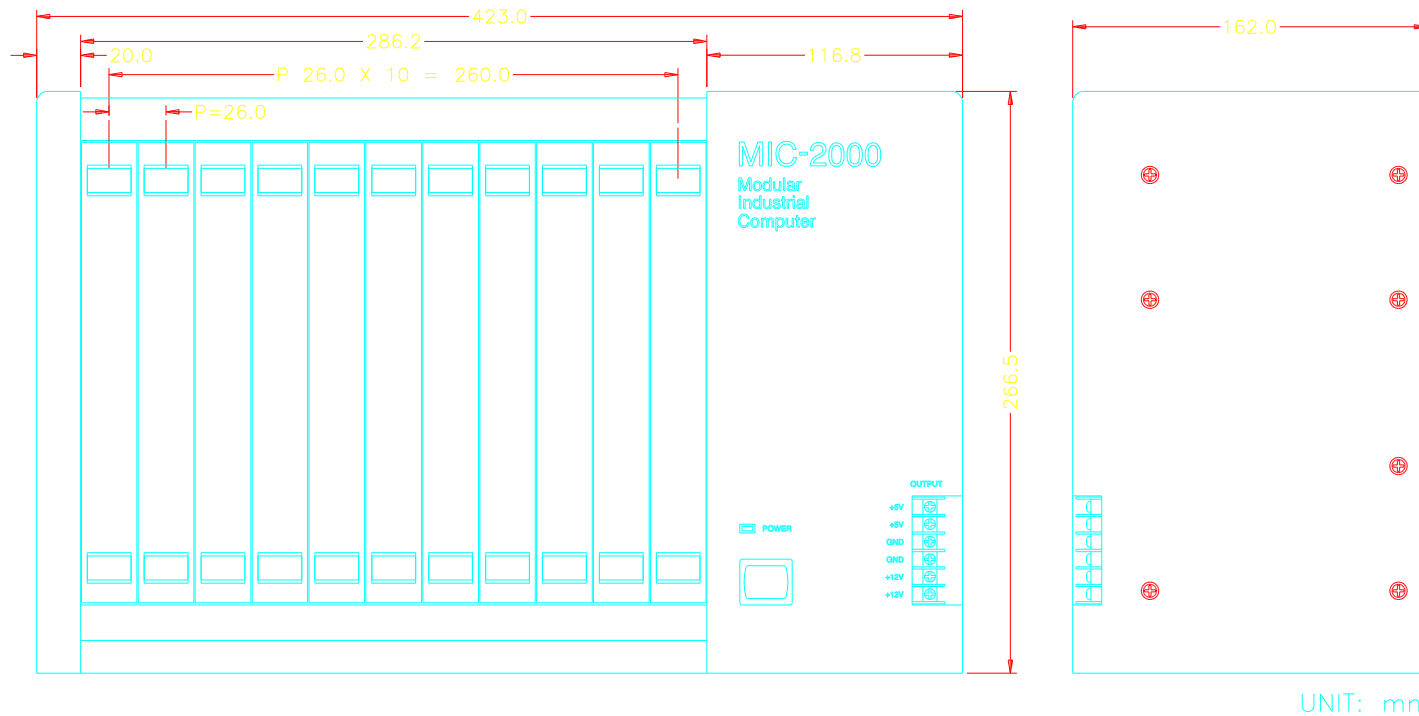 423.0
162.0
286.2
20.0
116.8
P 26.0 X 10 = 260.0
P=26.0
MIC-2000
Modular
Industrial
Computer
266.5
OUTPUT
+5V
+5V
GND
GND
+12V
+12V
POWER
UNIT: